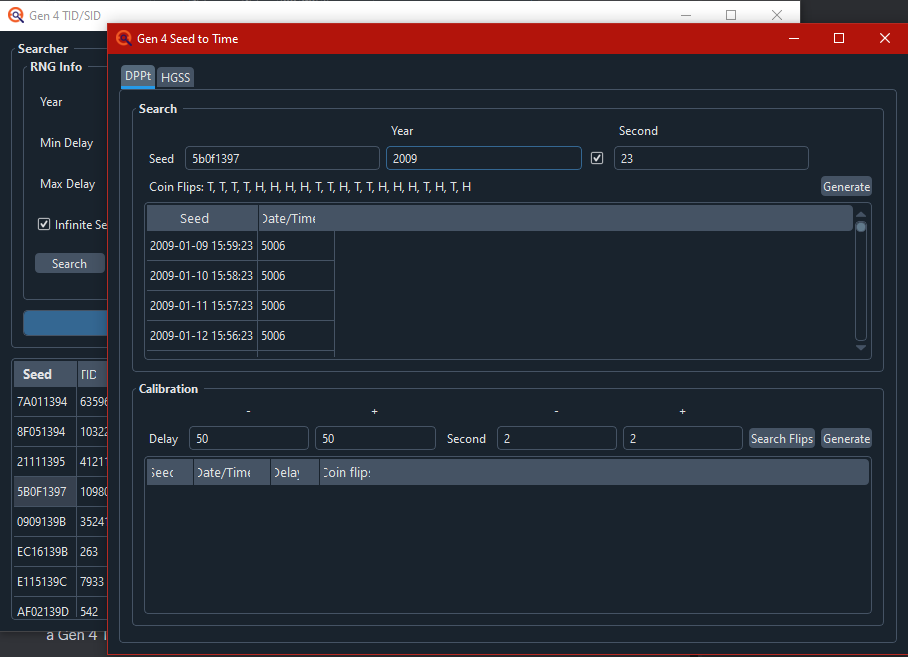 Gen 4 TID/SID
Searcher
RNG Info
Year
Min Delay
Max Delay
Infinite Se
Search
Seed TID
7A011394 63596
8F051394 10322
21111395 41211
5B0F1397 10980
0909139B 35241
EC16139B 263
E115139C 7933
AF02139D 542
a Gen 4 T
Gen 4 Seed to Time
DPPt HGSS
Search
Year Second
Seed 5b0f1397 2009 23
Coin Flips: T, T, T, T, H, H, H, H, T, T, H, T, T, H, H, H, T, H, T, H
Generate
Seed Date/Time
2009-01-09 15:59:23 5006
2009-01-10 15:58:23 5006
2009-01-11 15:57:23 5006
2009-01-12 15:56:23 5006
Calibration
- + - +
Delay 50 50 Second 2 2 Search Flips Generate
Seed Date/Time Delay Coin flips